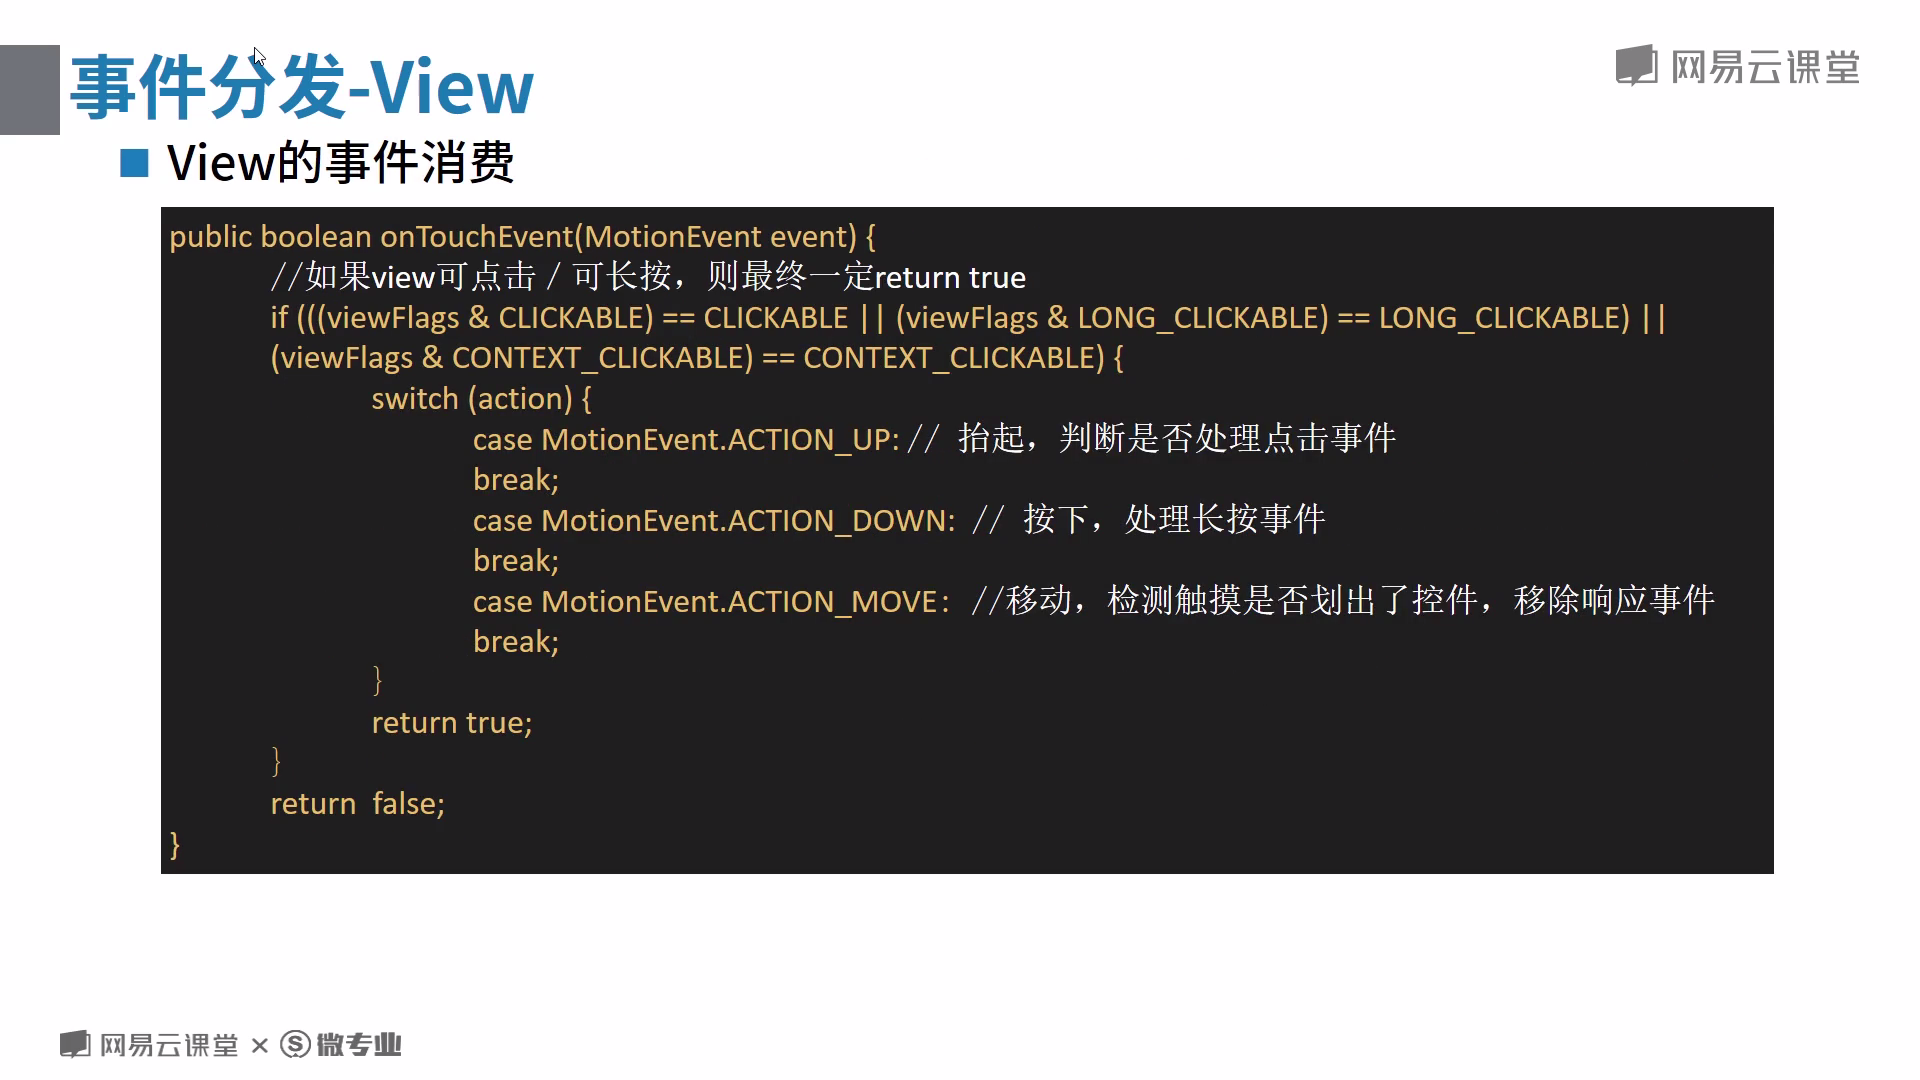 事件分发-View
网易云课堂
View的事件消费
public boolean onTouchEvent(MotionEvent event) {
//如果view可点击 / 可长按，则最终一定return true
if (((viewFlags & CLICKABLE) == CLICKABLE || (viewFlags & LONG_CLICKABLE) == LONG_CLICKABLE) ||
(viewFlags & CONTEXT_CLICKABLE) == CONTEXT_CLICKABLE) {
switch (action) {
case MotionEvent.ACTION_UP: // 抬起，判断是否处理点击事件
break;
case MotionEvent.ACTION_DOWN: // 按下，处理长按事件
break;
case MotionEvent.ACTION_MOVE: //移动，检测触摸是否划出了控件，移除响应事件
break;
}
return true;
}
return false;
}
网易云课堂 × S 微专业